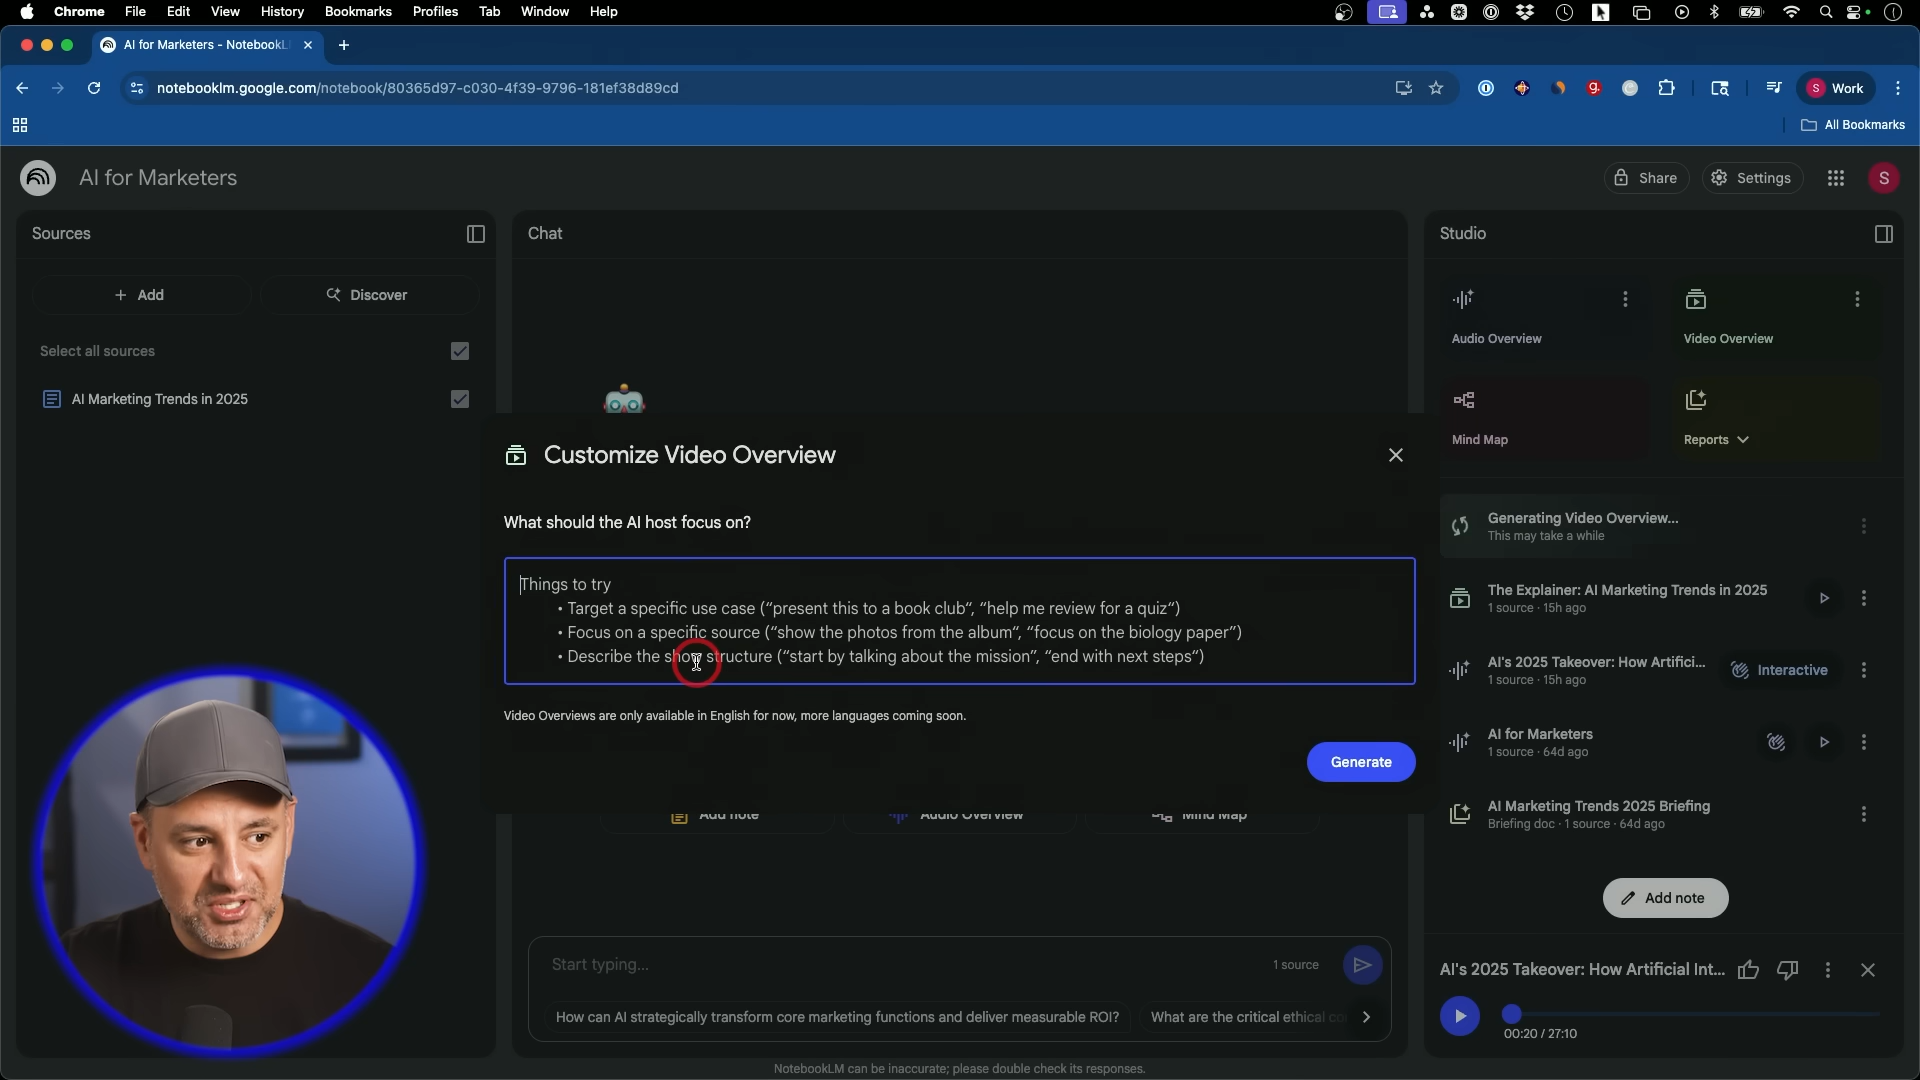 Chrome File Edit View History Bookmarks Profiles Tab Window Help
AI for Marketers - NotebookL
notebooklm.google.com/notebook/80365d97-c030-4f39-9796-181ef38d89cd
S Work
All Bookmarks
AI for Marketers
Share
Settings
S
Sources
Chat
Studio
Add
Discover
Audio Overview
Video Overview
Select all sources
AI Marketing Trends in 2025
Mind Map
Reports
Customize Video Overview
What should the AI host focus on?
Generating Video Overview...
This may take a while
Things to try
• Target a specific use case (“present this to a book club“, “help me review for a quiz“)
• Focus on a specific source (“show the photos from the album“, “focus on the biology paper”)
• Describe the show structure (“start by talking about the mission”, “end with next steps“)
The Explainer: AI Marketing Trends in 2025
1 source · 15h ago
AI's 2025 Takeover: How Artifici...
1 source · 15h ago
Interactive
Video Overviews are only available in English for now, more languages coming soon.
Generate
AI for Marketers
1 source · 64d ago
AI Marketing Trends 2025 Briefing
Briefing doc · 1 source · 64d ago
Add note
Audio Overview
Mind Map
Add note
Start typing...
1 source
How can AI strategically transform core marketing functions and deliver measurable ROI?
What are the critical ethical
AI's 2025 Takeover: How Artificial Int...
00:20 / 27:10
NotebookLM can be inaccurate; please double check its responses.